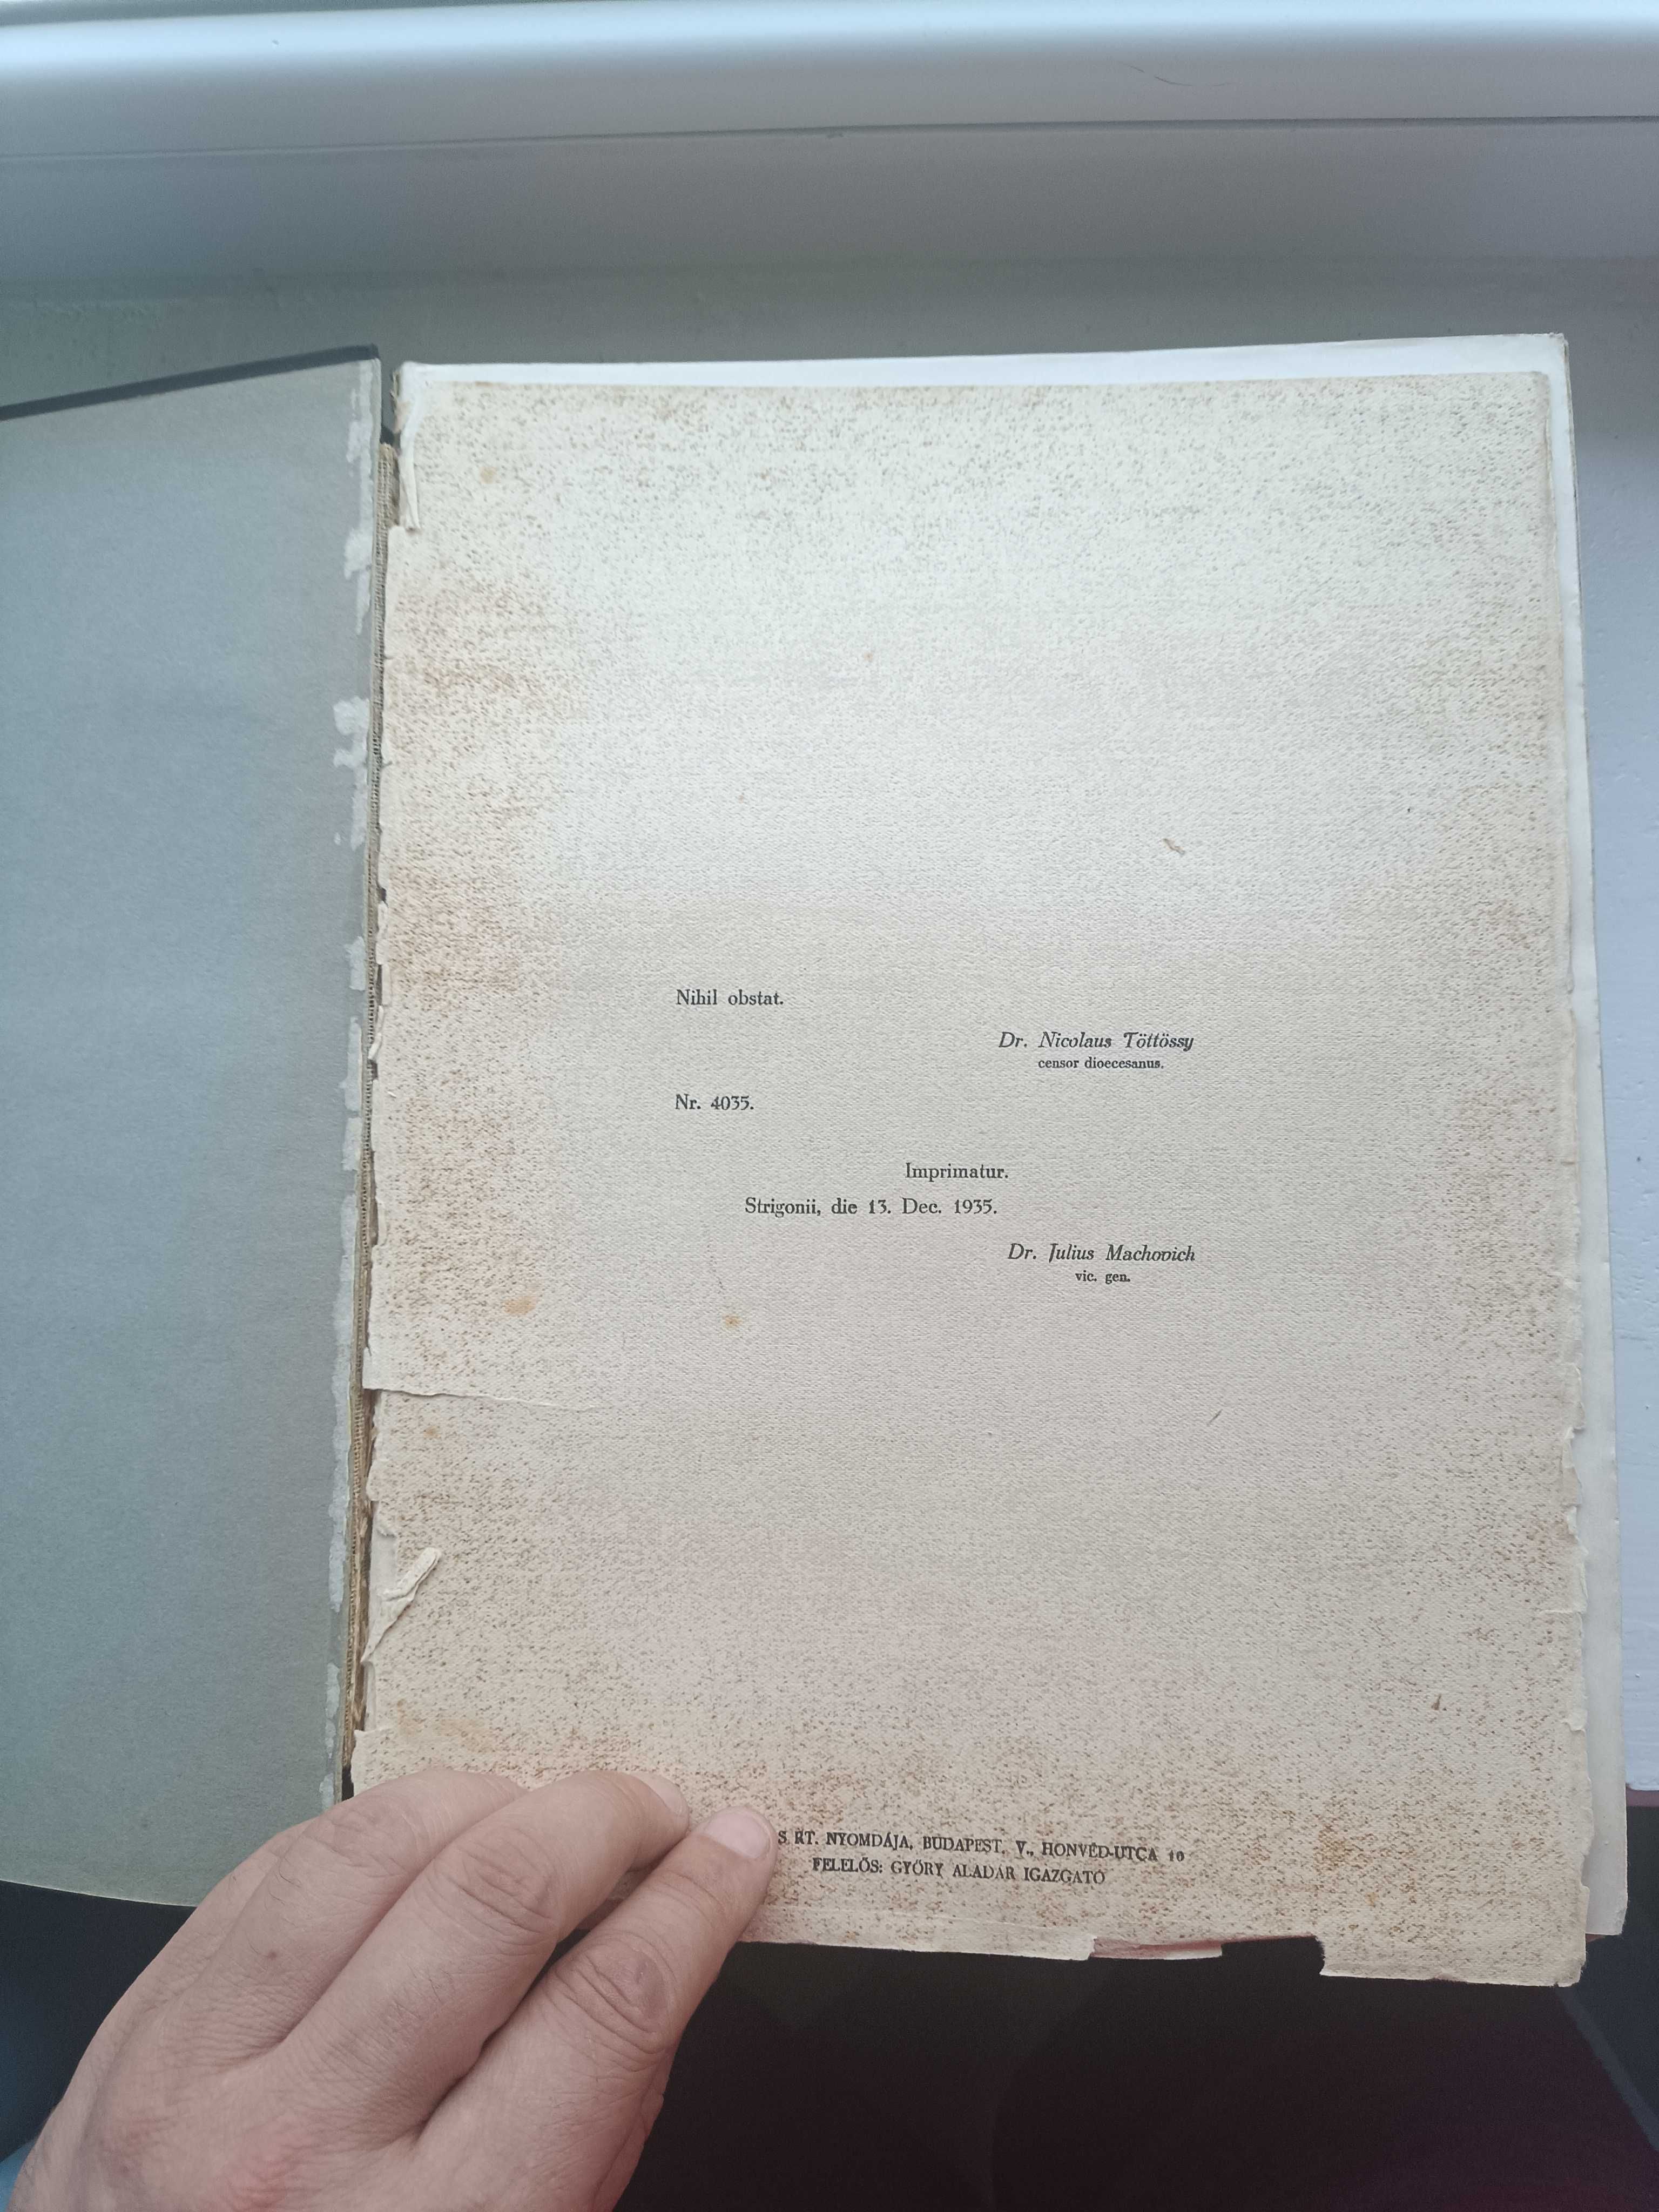 Nihil obstat.
Dr. Nicolaus Töttössy
censor dioecesanus.
Nr. 4035.
Imprimatur.
Strigonii, die 13. Dec. 1935.
Dr. Julius Machovich
vic. gen.
S RT. NYOMDÁJA, BUDAPEST, V., HONVÉD-UTCA 10
FELELŐS: GYŐRY ALADÁR IGAZGATÓ